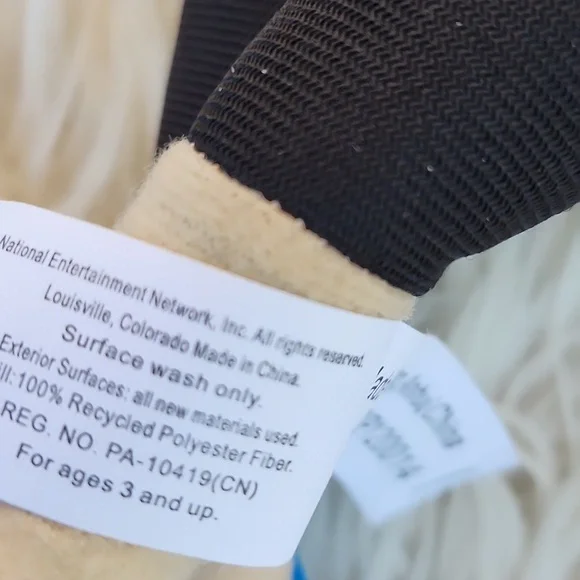 National Entertainment Network, Inc. All rights reserved.
Louisville, Colorado Made in China.
Surface wash only.
Exterior Surfaces: all new materials used.
ill:100% Recycled Polyester Fiber.
REG. NO. PA-10419(CN)
For ages 3 and up.
China